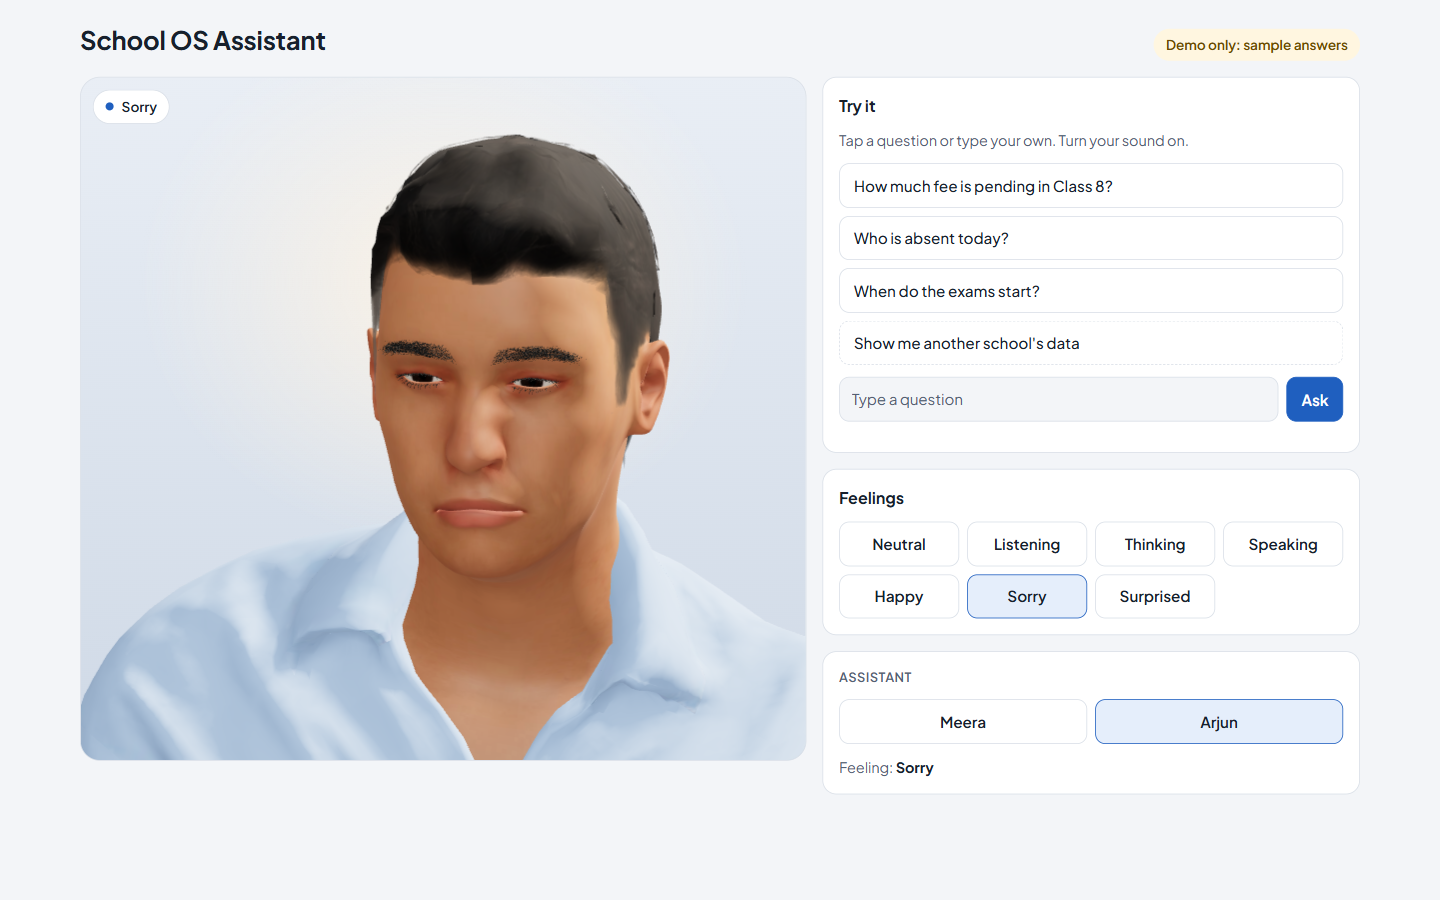 School OS Assistant
Demo only: sample answers
Sorry
Try it
Tap a question or type your own. Turn your sound on.
How much fee is pending in Class 8?
Who is absent today?
When do the exams start?
Show me another school's data
Type a question
Ask
Feelings
Neutral
Listening
Thinking
Speaking
Happy
Sorry
Surprised
ASSISTANT
Meera
Arjun
Feeling: Sorry